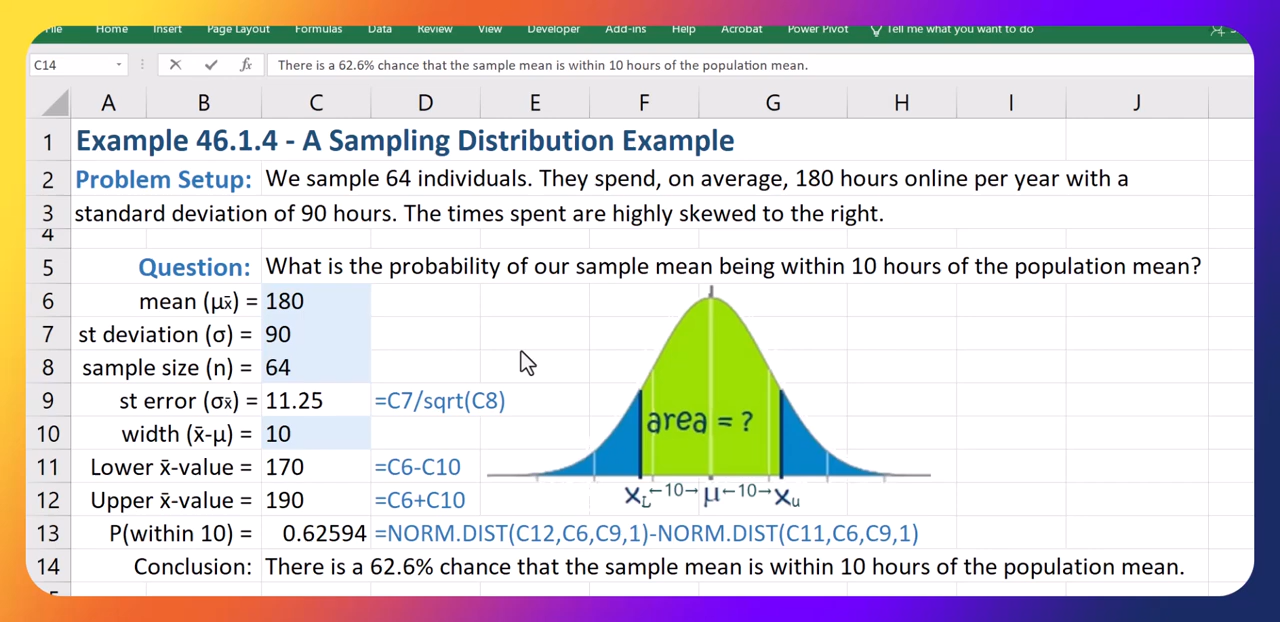 File Home Insert Page Layout Formulas Data Review View Developer Add-ins Help Acrobat Power Pivot Tell me what you want to do
C14 fx There is a 62.6% chance that the sample mean is within 10 hours of the population mean.
A B C D E F G H I J
1 Example 46.1.4 - A Sampling Distribution Example
2 Problem Setup: We sample 64 individuals. They spend, on average, 180 hours online per year with a
3 standard deviation of 90 hours. The times spent are highly skewed to the right.
4
5 Question: What is the probability of our sample mean being within 10 hours of the population mean?
6 mean (μx̄) = 180
7 st deviation (σ) = 90
8 sample size (n) = 64
9 st error (σx̄) = 11.25 =C7/sqrt(C8)
area = ?
10 width (x̄-μ) = 10
11 Lower x̄-value = 170 =C6-C10
12 Upper x̄-value = 190 =C6+C10
XL ←10→ μ ←10→ Xu
13 P(within 10) = 0.62594 =NORM.DIST(C12,C6,C9,1)-NORM.DIST(C11,C6,C9,1)
14 Conclusion: There is a 62.6% chance that the sample mean is within 10 hours of the population mean.